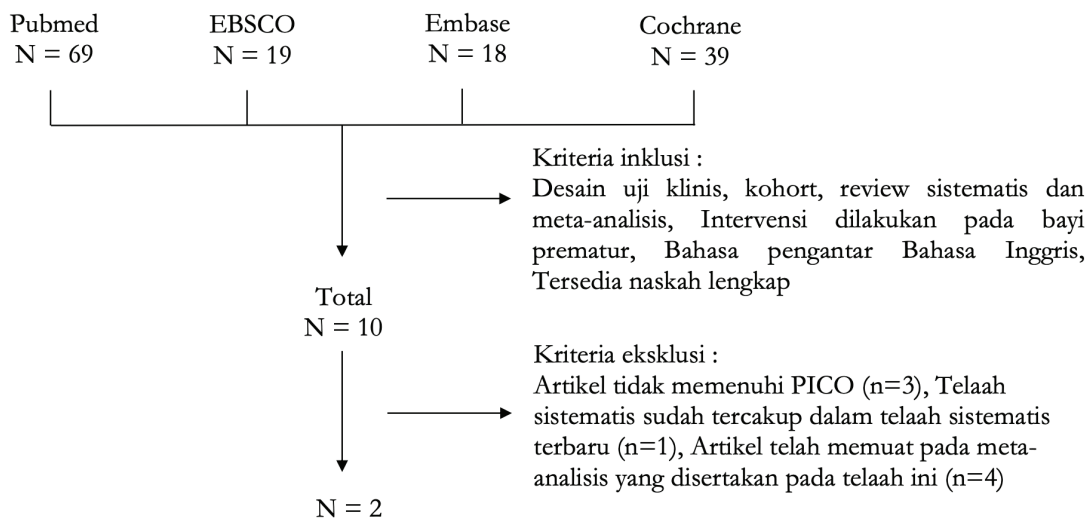 Pubmed
N = 69
EBSCO
N = 19
Embase
N = 18
Cochrane
N = 39
Kriteria inklusi :
Desain uji klinis, kohort, review sistematis dan
meta-analisis, Intervensi dilakukan pada bayi
prematur, Bahasa pengantar Bahasa Inggris,
Tersedia naskah lengkap
Total
N = 10
Kriteria eksklusi :
Artikel tidak memenuhi PICO (n=3), Telaah
sistematis sudah tercakup dalam telaah sistematis
terbaru (n=1), Artikel telah memuat pada meta-
analisis yang disertakan pada telaah ini (n=4)
N = 2